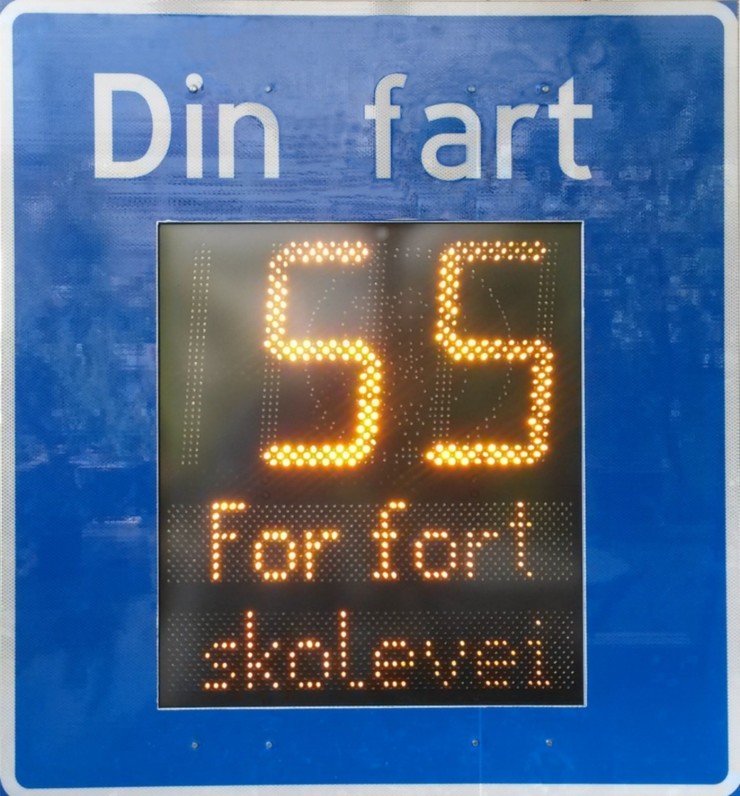 Din fart
55
For fort
skolevei